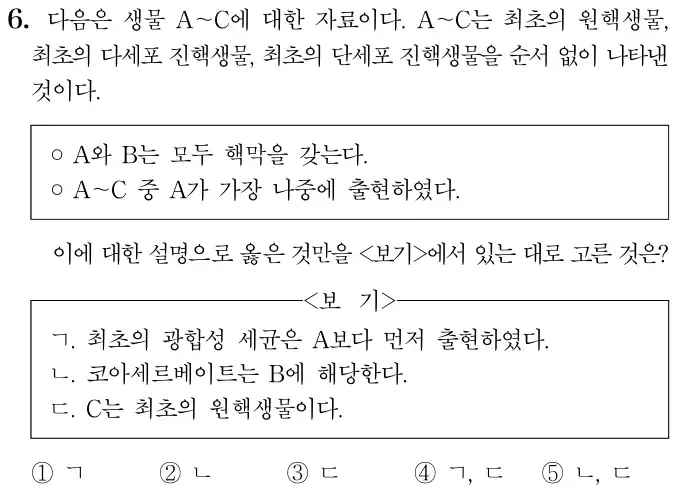 6. 다음은 생물 A~C에 대한 자료이다. A~C는 최초의 원핵생물,
최초의 다세포 진핵생물, 최초의 단세포 진핵생물을 순서 없이 나타낸
것이다.
○ A와 B는 모두 핵막을 갖는다.
○ A~C 중 A가 가장 나중에 출현하였다.
이에 대한 설명으로 옳은 것만을 <보기>에서 있는 대로 고른 것은?
<보 기>
ㄱ. 최초의 광합성 세균은 A보다 먼저 출현하였다.
ㄴ. 코아세르베이트는 B에 해당한다.
ㄷ. C는 최초의 원핵생물이다.
① ㄱ ② ㄴ ③ ㄷ ④ ㄱ, ㄷ ⑤ ㄴ, ㄷ